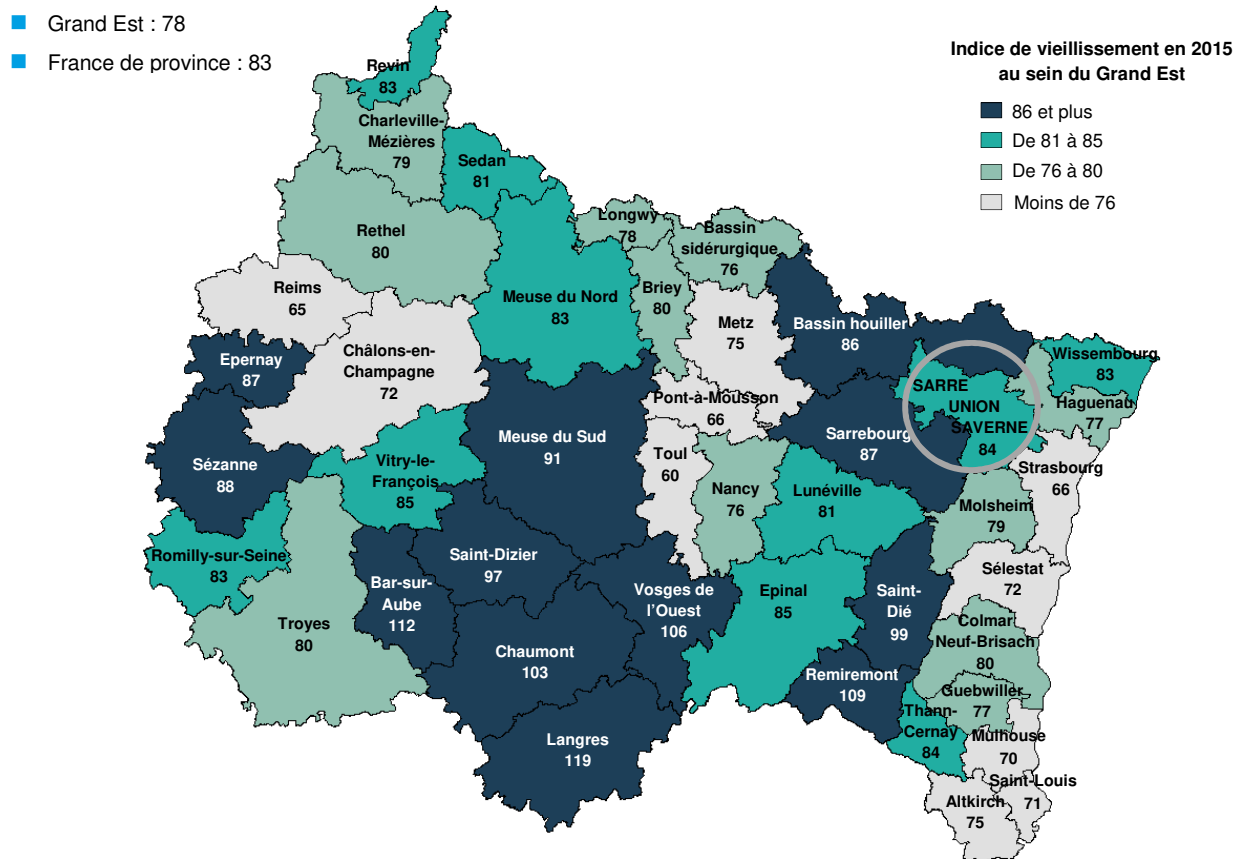 Grand Est : 78
France de province : 83
Indice de vieillissement en 2015
au sein du Grand Est
86 et plus
De 81 à 85
De 76 à 80
Moins de 76
Revin
83
Charleville-
Mézières
79
Sedan
81
Rethel
80
Longwy
78
Bassin
sidérurgique
76
Reims
65
Meuse du Nord
83
Briey
80
Metz
75
Bassin houiller
86
Wissembourg
83
Epernay
87
Châlons-en-
Champagne
72
SARRE
UNION
SAVERNE
84
Haguenau
77
Pont-à-Mousson
66
Sarrebourg
87
Meuse du Sud
91
Toul
60
Strasbourg
66
Sézanne
88
Vitry-le-
François
85
Nancy
76
Lunéville
81
Molsheim
79
Romilly-sur-Seine
83
Saint-Dizier
97
Sélestat
72
Bar-sur-
Aube
112
Vosges de
l'Ouest
106
Epinal
85
Saint-
Dié
99
Troyes
80
Colmar
Neuf-Brisach
80
Chaumont
103
Remiremont
109
Guebwiller
77
Thann-
Cernay
84
Langres
119
Mulhouse
70
Saint-Louis
71
Altkirch
75